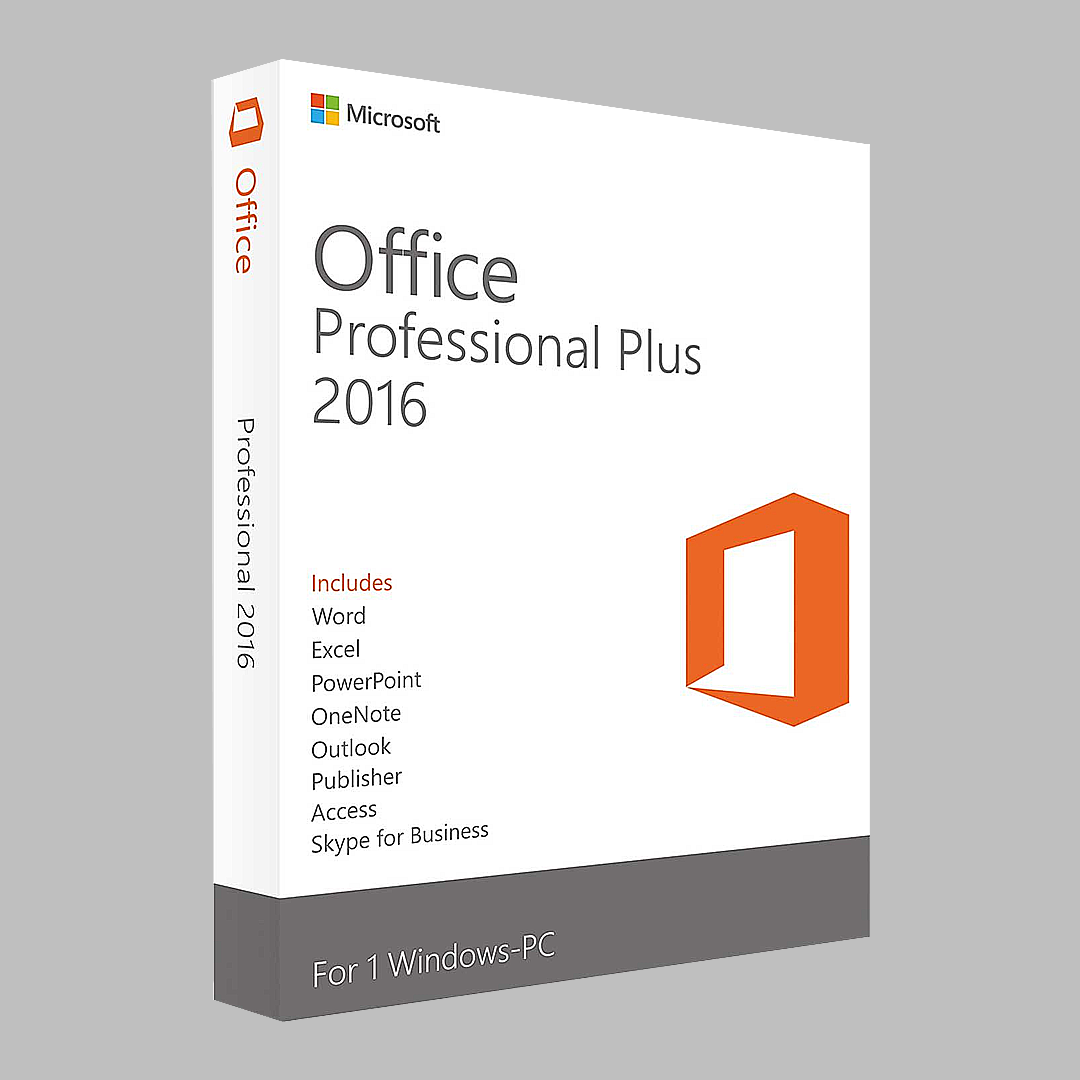 Microsoft
Office
Professional Plus
2016
Includes
Word
Excel
PowerPoint
OneNote
Outlook
Publisher
Access
Skype for Business
For 1 Windows-PC
Office
Professional 2016